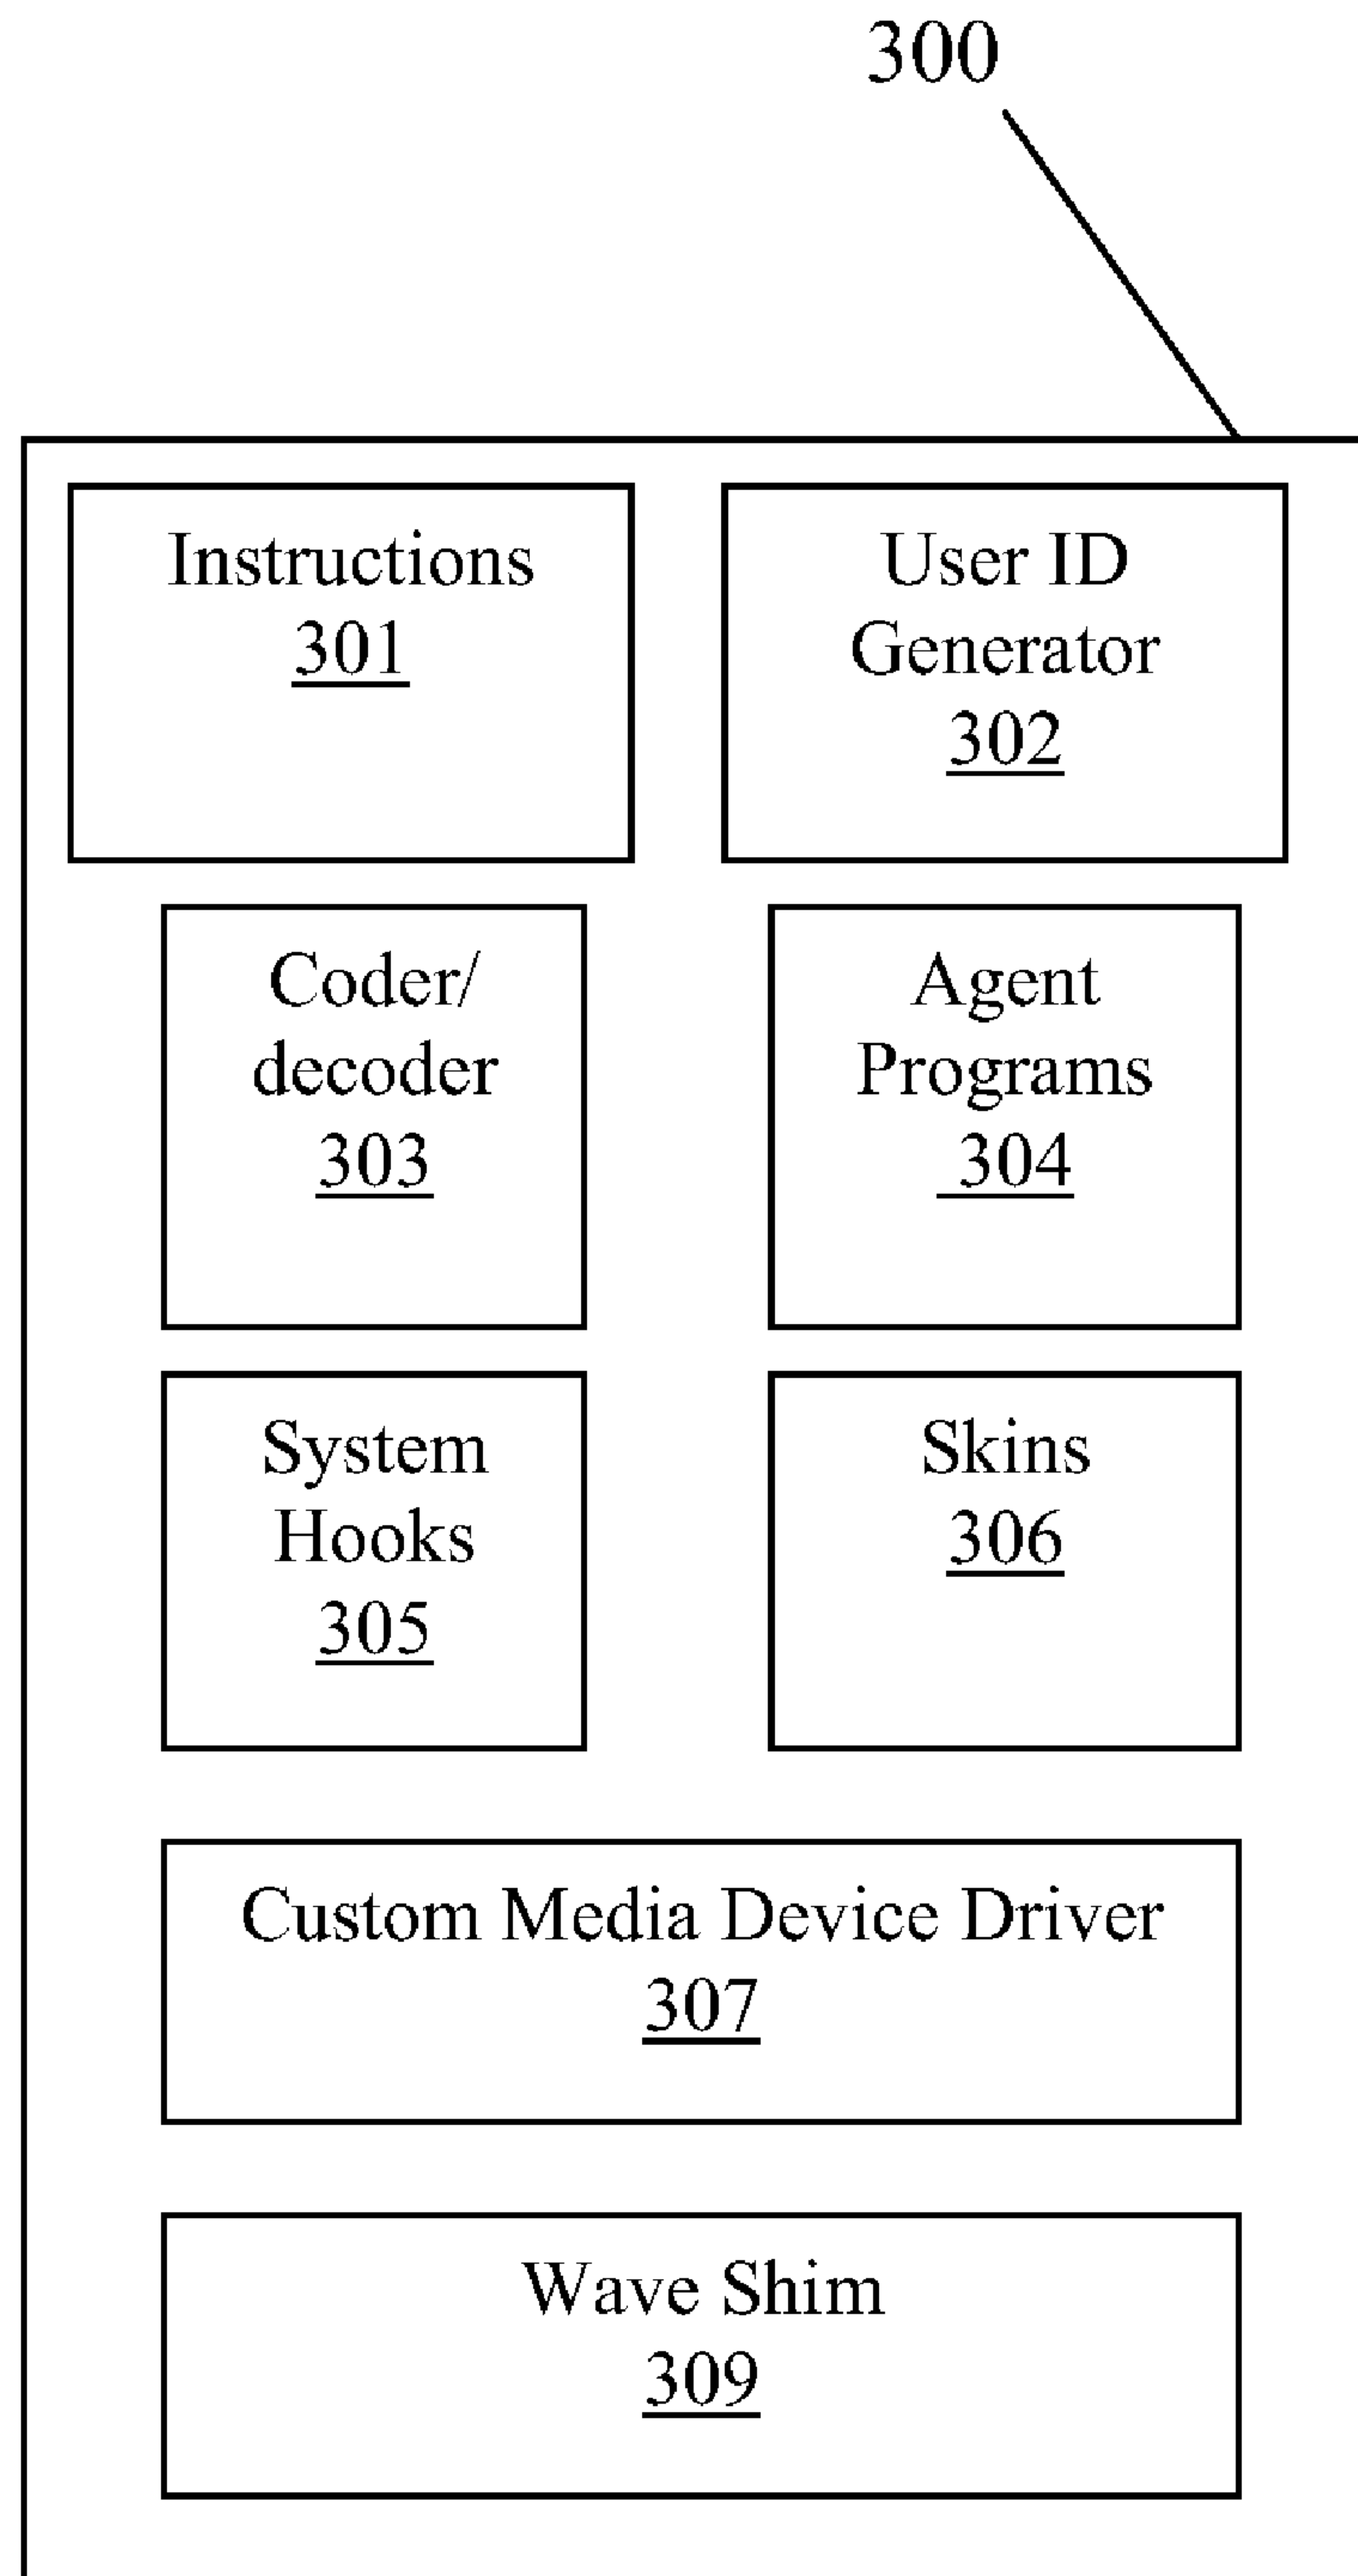 300
Instructions
301
User ID
Generator
302
Coder/
decoder
303
Agent
Programs
304
System
Hooks
305
Skins
306
Custom Media Device Driver
307
Wave Shim
309